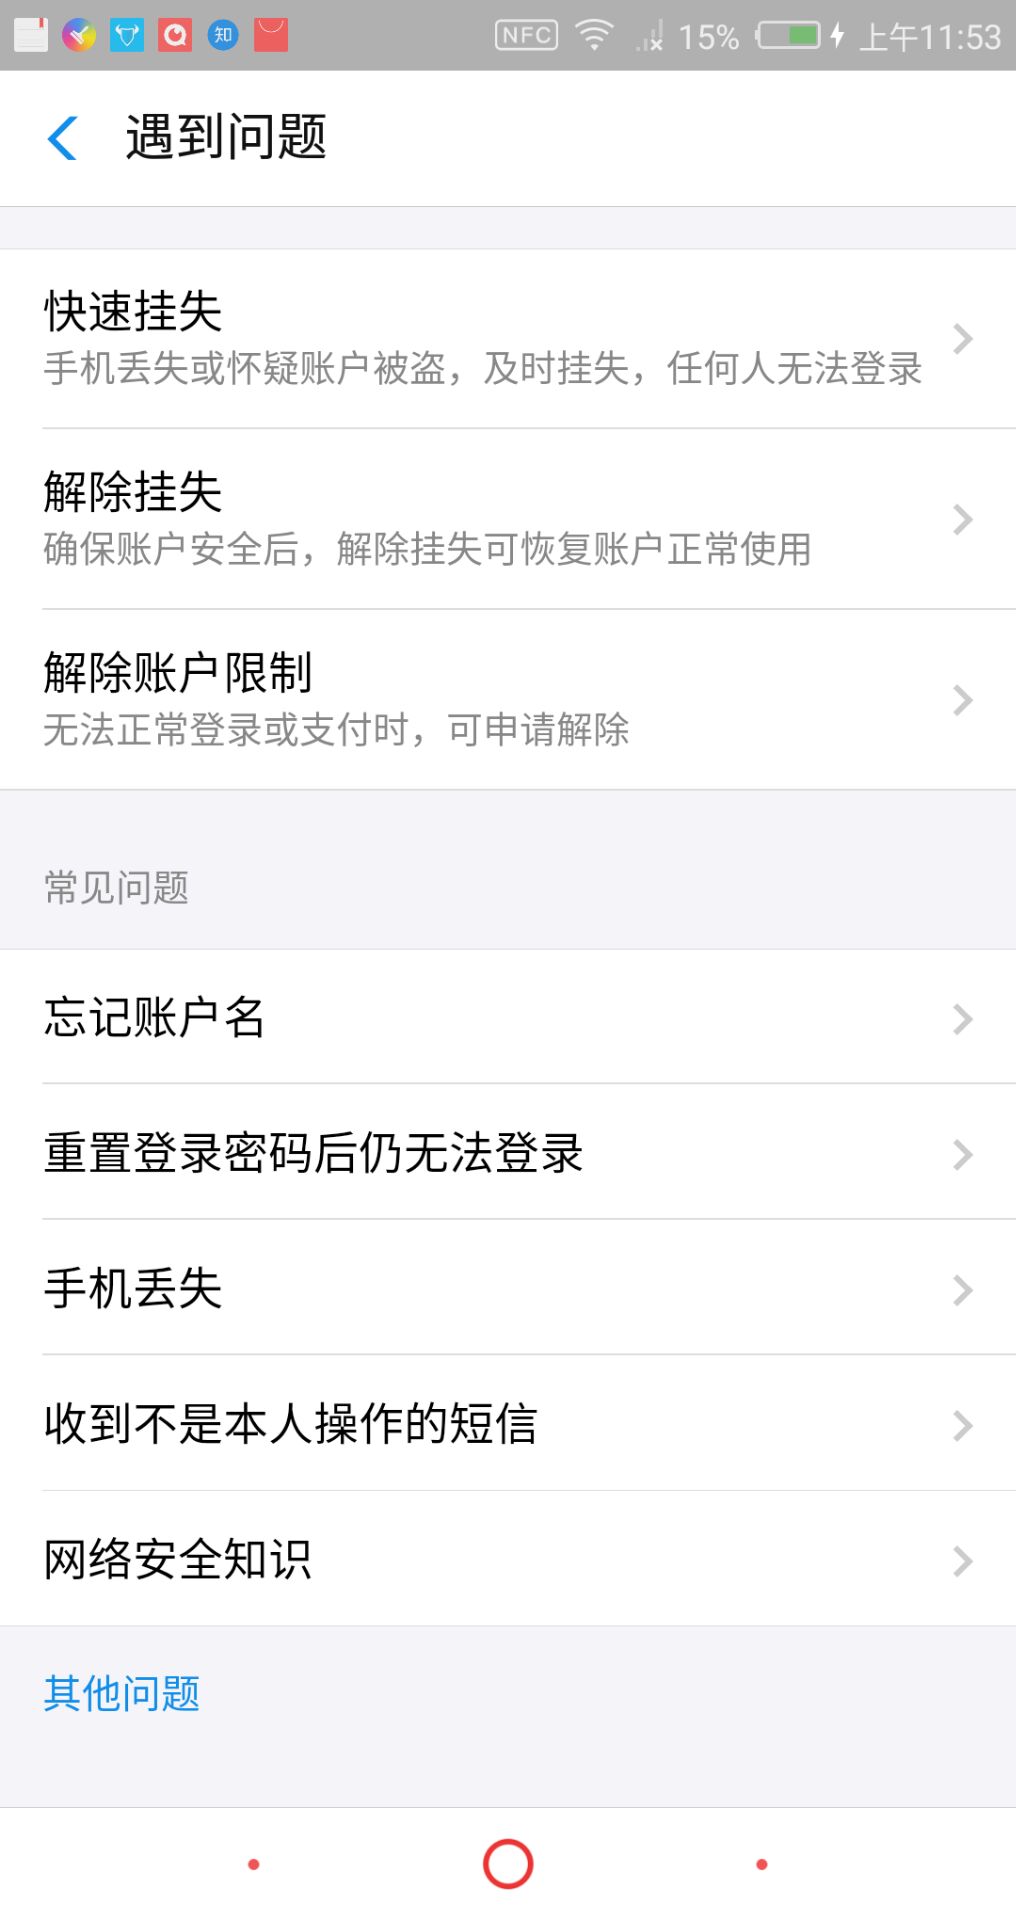 知 NFC 15% 上午11:53
遇到问题
快速挂失
手机丢失或怀疑账户被盗，及时挂失，任何人无法登录
解除挂失
确保账户安全后，解除挂失可恢复账户正常使用
解除账户限制
无法正常登录或支付时，可申请解除
常见问题
忘记账户名
重置登录密码后仍无法登录
手机丢失
收到不是本人操作的短信
网络安全知识
其他问题